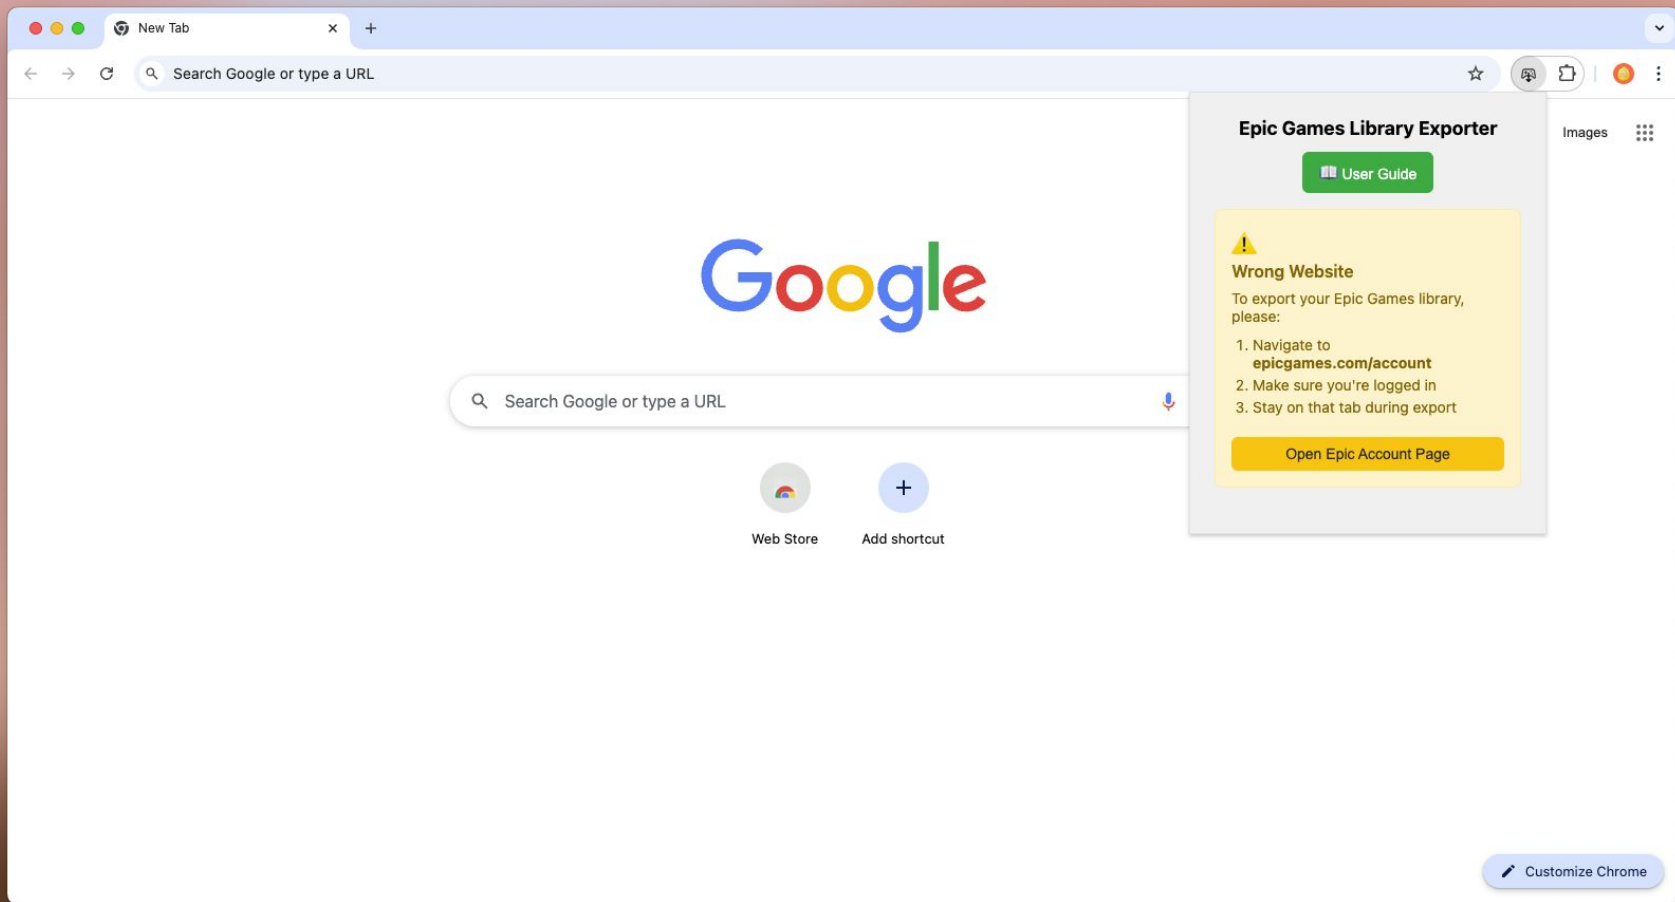 New Tab
Search Google or type a URL
Epic Games Library Exporter
Images
User Guide
Google
Wrong Website
To export your Epic Games library,
please:
1. Navigate to
epicgames.com/account
2. Make sure you're logged in
3. Stay on that tab during export
Search Google or type a URL
Open Epic Account Page
Web Store
Add shortcut
Customize Chrome